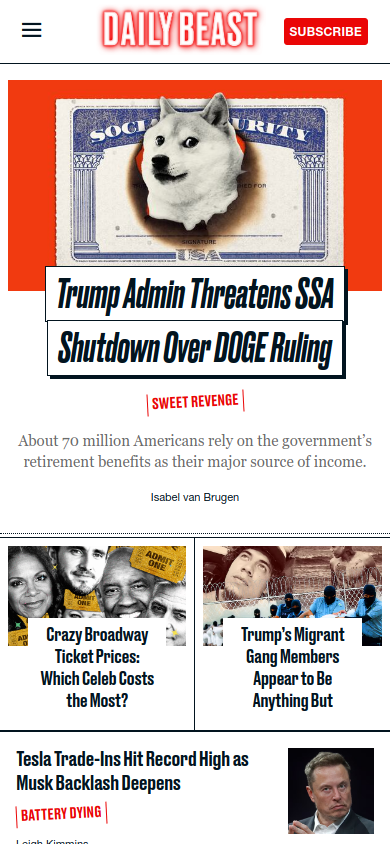 DAILY BEAST
SUBSCRIBE
SOCI URITY
ED FOR
SIGNATURE
USA
Trump Admin Threatens SSA
Shutdown Over DOGE Ruling
SWEET REVENGE
About 70 million Americans rely on the government's
retirement benefits as their major source of income.
Isabel van Brugen
ADMIT
ONE
ADMIT
ONE
Crazy Broadway
Ticket Prices:
Which Celeb Costs
the Most?
Trump's Migrant
Gang Members
Appear to Be
Anything But
Tesla Trade-Ins Hit Record High as
Musk Backlash Deepens
BATTERY DYING
Leigh Kimmins